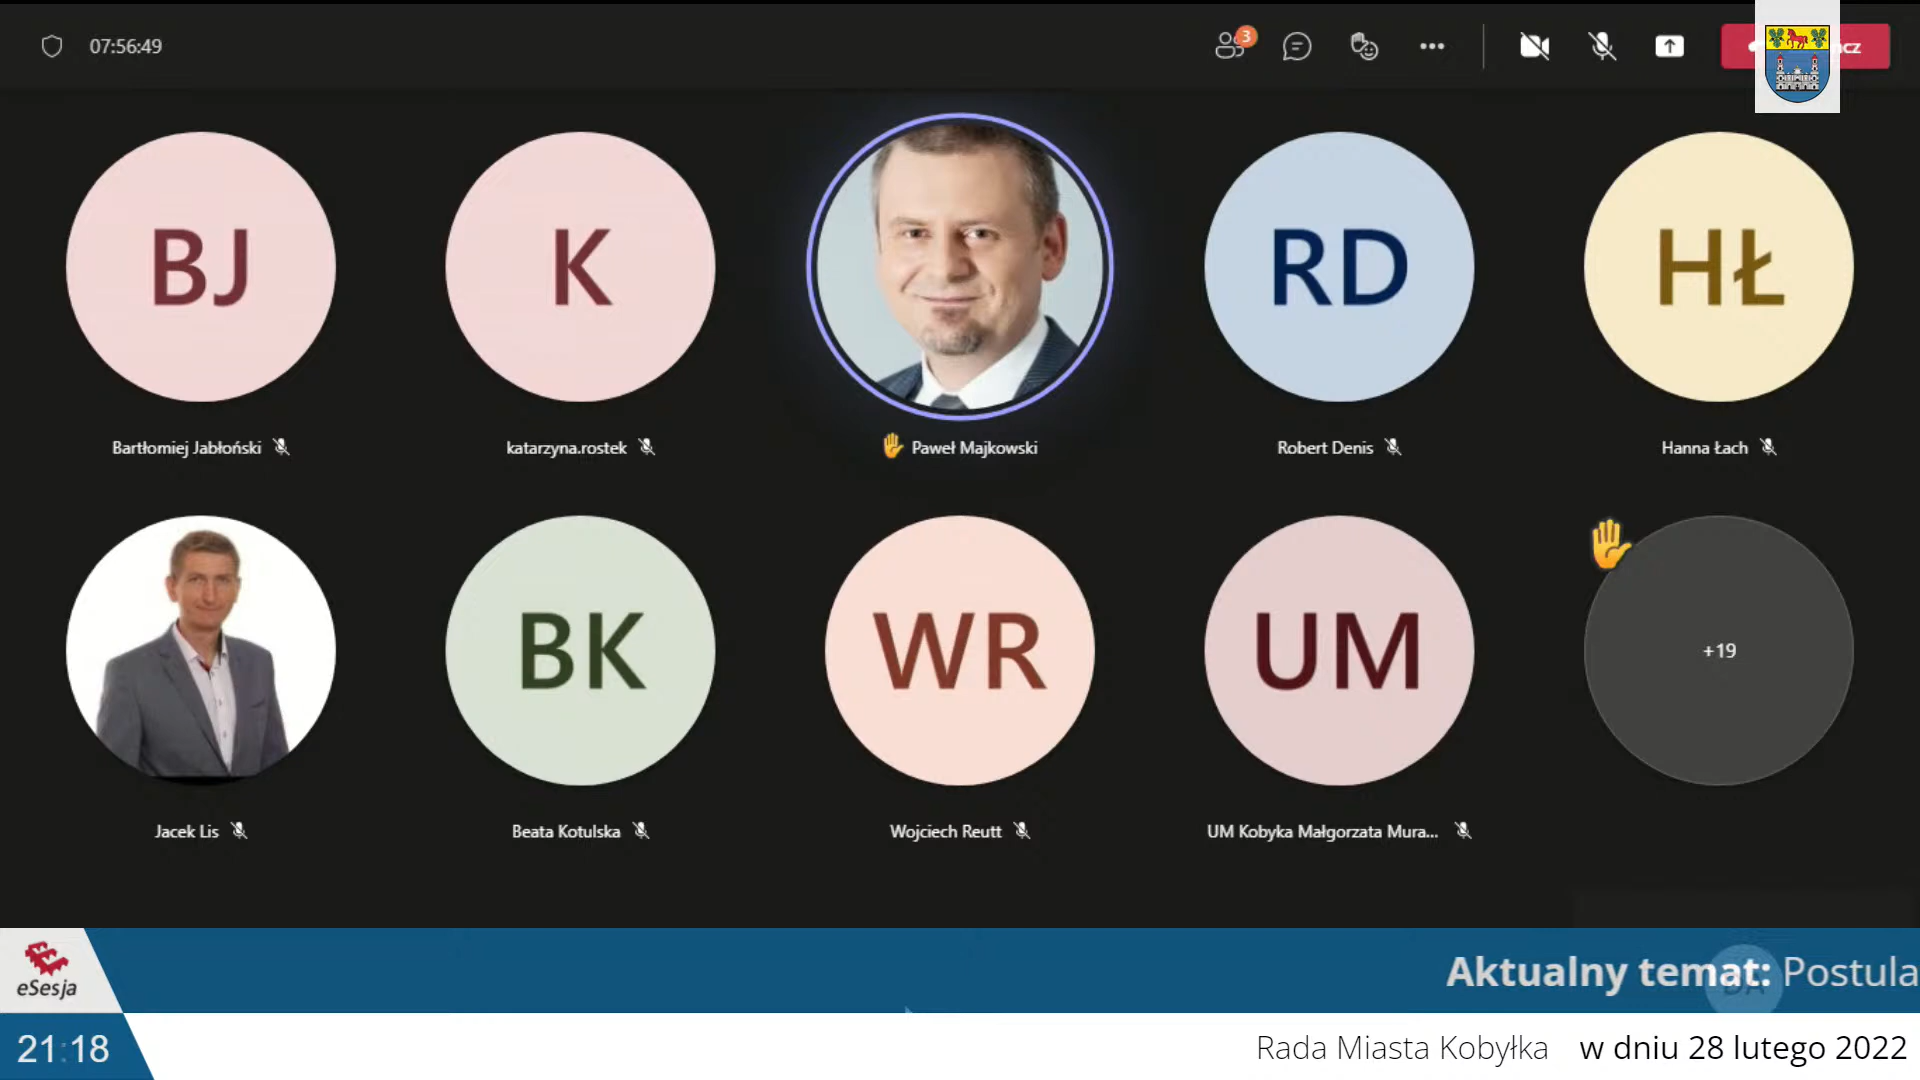 07:56:49
3
cz
BJ
K
RD
HŁ
Bartłomiej Jabłoński
katarzyna.rostek
Paweł Majkowski
Robert Denis
Hanna Łach
BK
WR
UM
+19
Jacek Lis
Beata Kotulska
Wojciech Reutt
UM Kobyka Małgorzata Mura...
eSesja
Aktualny temat: Postula
21:18
Rada Miasta Kobyłka w dniu 28 lutego 2022